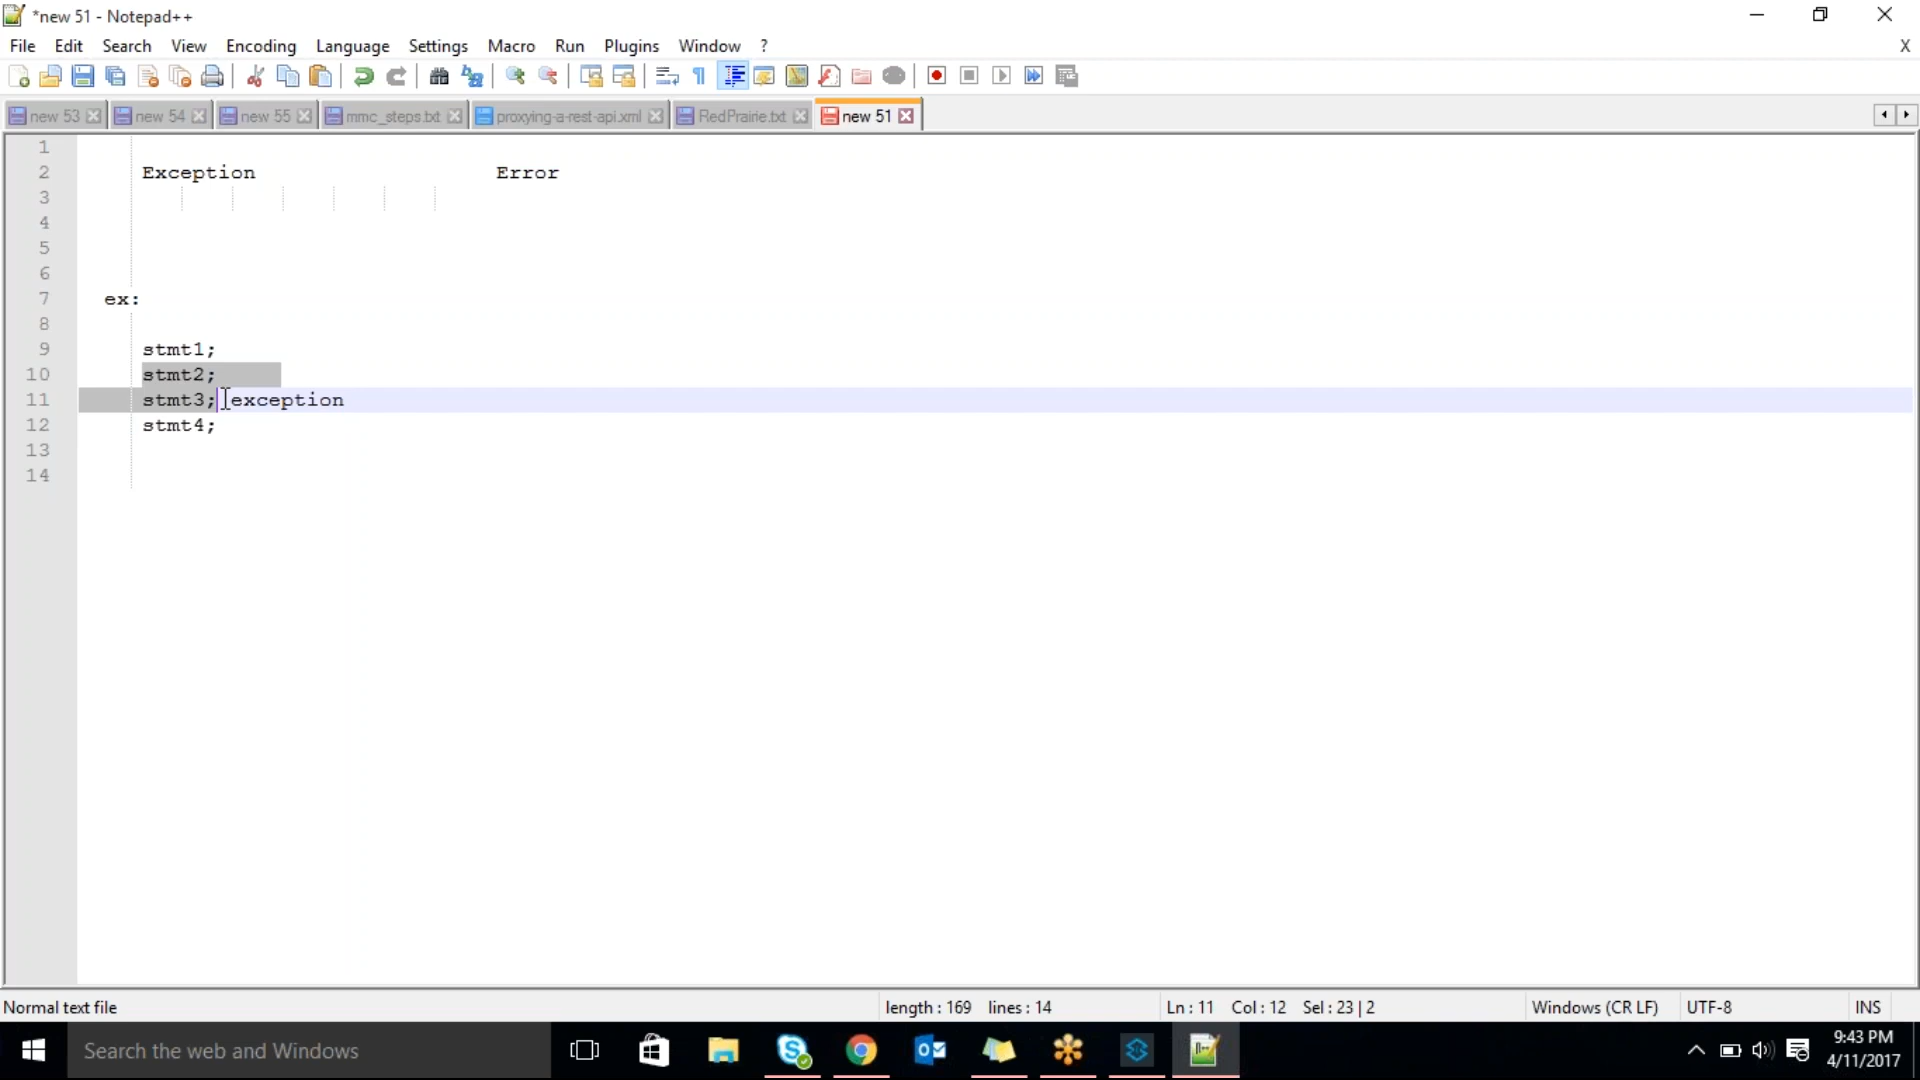 *new 51 - Notepad++
File Edit Search View Encoding Language Settings Macro Run Plugins Window ? X
new 53 new 54 new 55 mmc_steps.txt proxying-a-rest-api.xml RedPrairie.txt new 51
1
2 Exception Error
3
4
5
6
7 ex:
8
9 stmt1;
10 stmt2;
11 stmt3; exception
12 stmt4;
13
14
Normal text file length : 169 lines : 14 Ln : 11 Col : 12 Sel : 23 | 2 Windows (CR LF) UTF-8 INS
Search the web and Windows
9:43 PM
4/11/2017